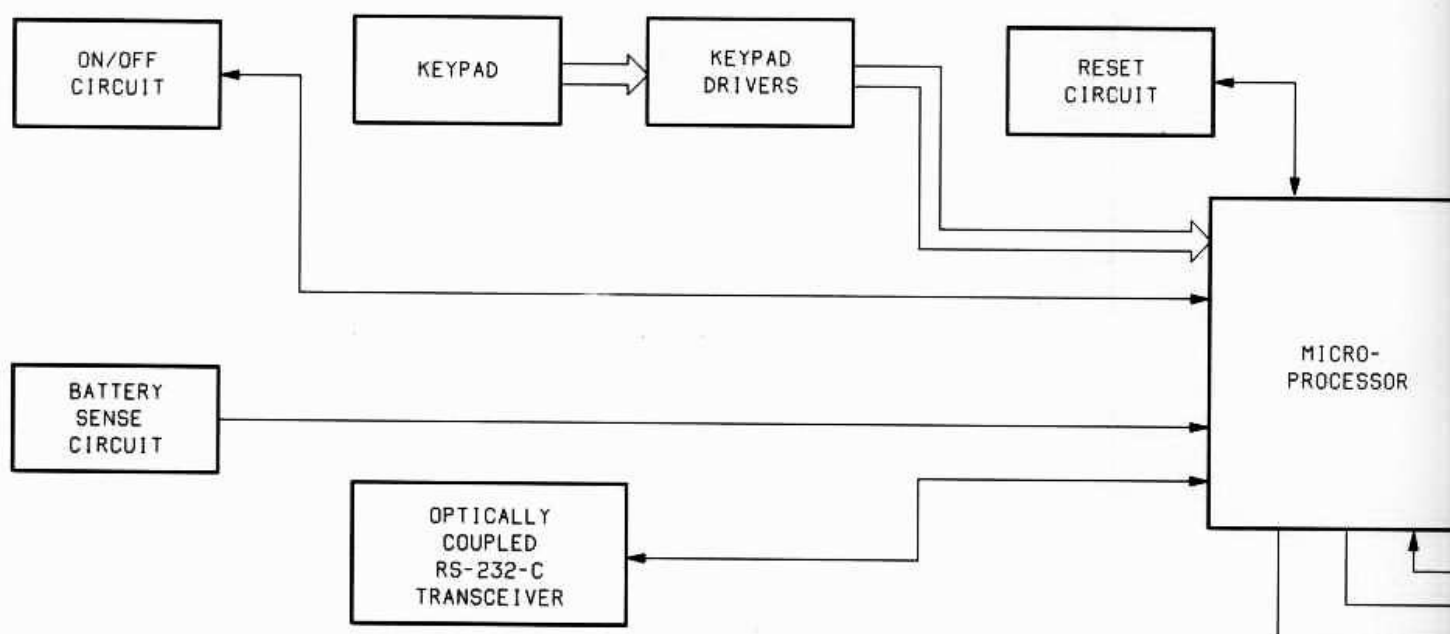 ON/OFF
CIRCUIT
KEYPAD
KEYPAD
DRIVERS
RESET
CIRCUIT
MICRO-
PROCESSOR
BATTERY
SENSE
CIRCUIT
OPTICALLY
COUPLED
RS-232-C
TRANSCEIVER